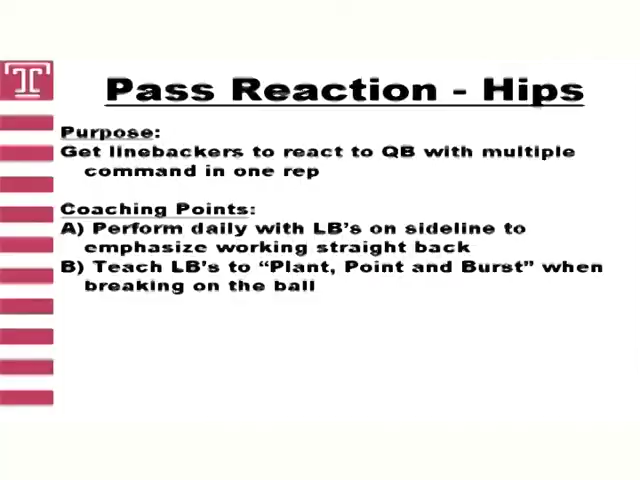 T
Pass Reaction - Hips
Purpose:
Get linebackers to react to QB with multiple
command in one rep
Coaching Points:
A) Perform daily with LB's on sideline to
emphasize working straight back
B) Teach LB's to “Plant, Point and Burst” when
breaking on the ball